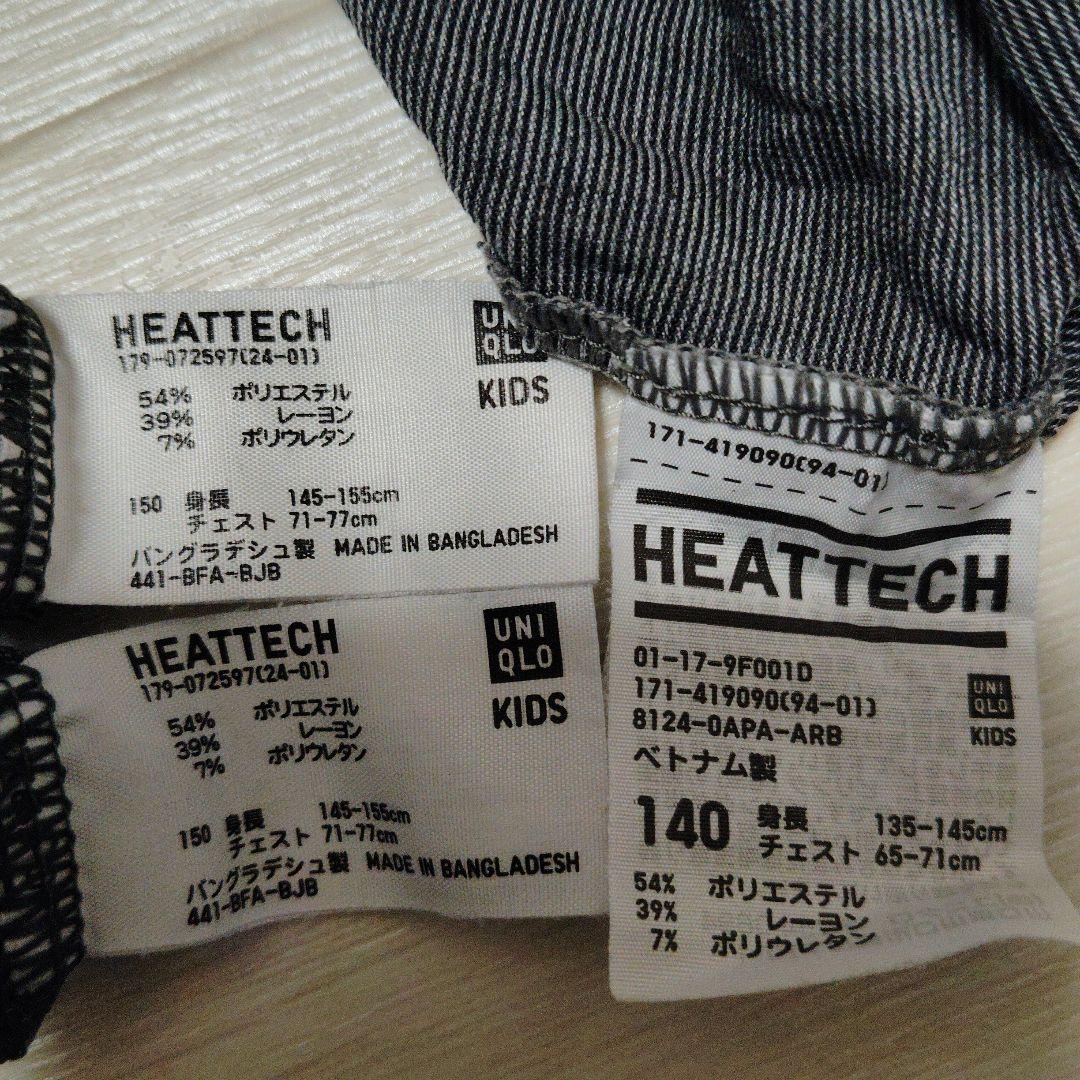 HEATTECH
179-072597(24-01)
54% ポリエステル
39% レーヨン
7% ポリウレタン
UNI
QLO
KIDS
150 身長 145-155cm
チェスト 71-77cm
バングラデシュ製 MADE IN BANGLADESH
441-BFA-BJB
HEATTECH
179-072597(24-01)
54% ポリエステル
39% レーヨン
7% ポリウレタン
UNI
QLO
KIDS
150 身長 145-155cm
チェスト 71-77cm
バングラデシュ製 MADE IN BANGLADESH
441-BFA-BJB
171-419090(94-01)
HEATTECH
01-17-9F001D
171-419090(94-01)
8124-0APA-ARB
ベトナム製
UNI
QLO
KIDS
140 身長 135-145cm
チェスト 65-71cm
54% ポリエステル
39% レーヨン
7% ポリウレタン